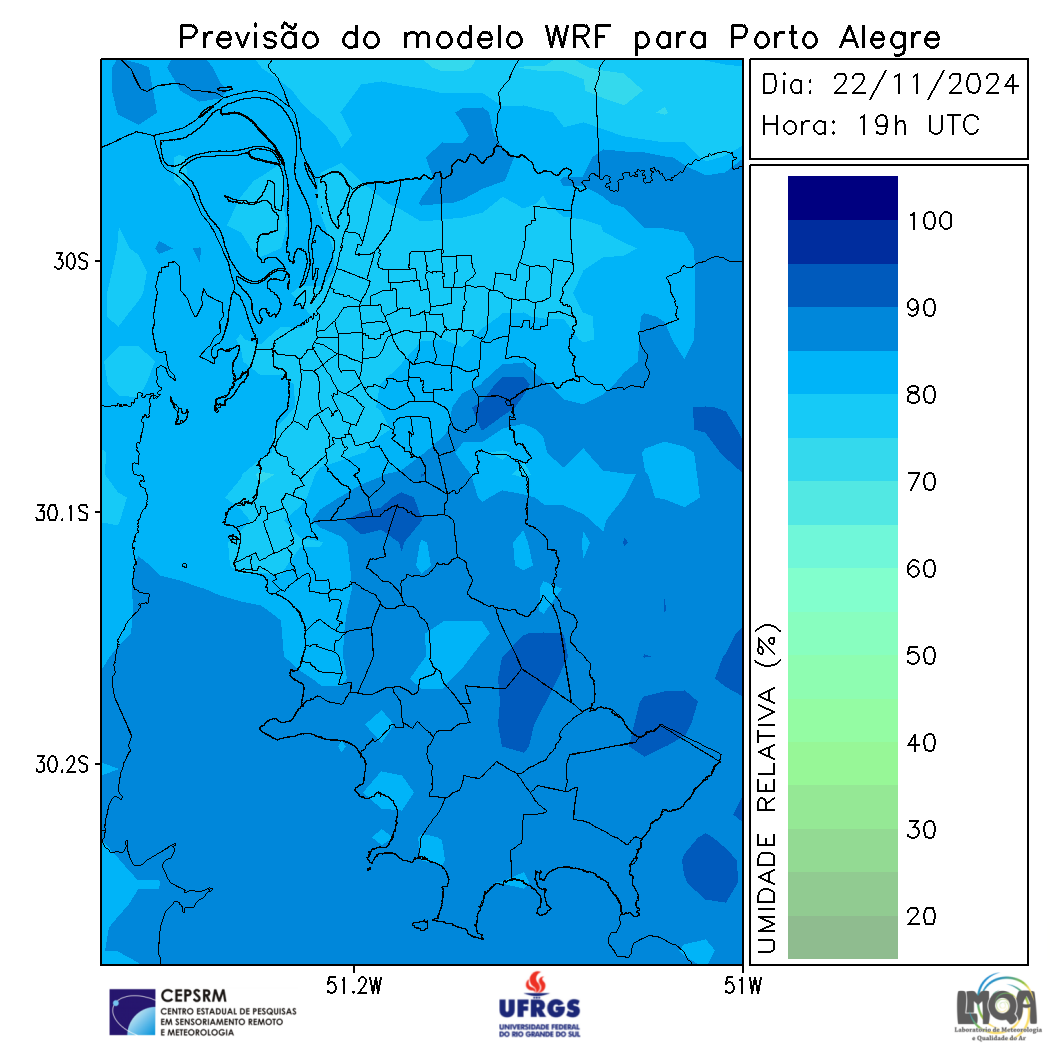 Previsão do modelo WRF para Porto Alegre
Dia: 22/11/2024
Hora: 19h UTC
100
90
80
70
60
50
40
30
20
UMIDADE RELATIVA (%)
30S
30.1S
30.2S
51.2W
51W
CEPSRM
CENTRO ESTADUAL DE PESQUISAS
EM SENSORIAMENTO REMOTO
E METEOROLOGIA
UFRGS
UNIVERSIDADE FEDERAL
DO RIO GRANDE DO SUL
LMQA
Laboratório de Meteorologia
e Qualidade do Ar